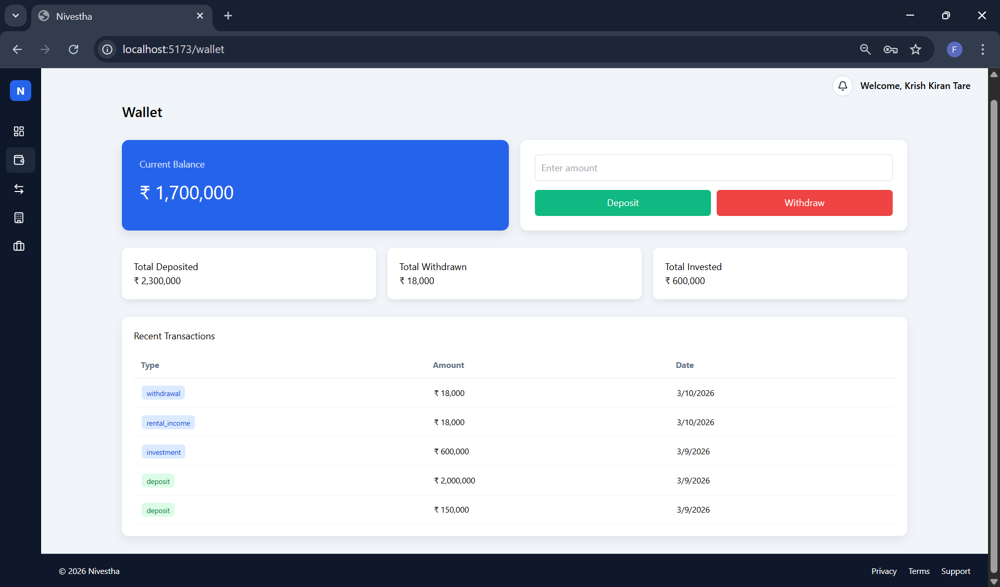 Nivestha
localhost:5173/wallet
F
N
Welcome, Krish Kiran Tare
Wallet
Current Balance
₹ 1,700,000
Enter amount
Deposit Withdraw
Total Deposited
₹ 2,300,000
Total Withdrawn
₹ 18,000
Total Invested
₹ 600,000
Recent Transactions
Type Amount Date
withdrawal ₹ 18,000 3/10/2026
rental_income ₹ 18,000 3/10/2026
investment ₹ 600,000 3/9/2026
deposit ₹ 2,000,000 3/9/2026
deposit ₹ 150,000 3/9/2026
© 2026 Nivestha
Privacy Terms Support